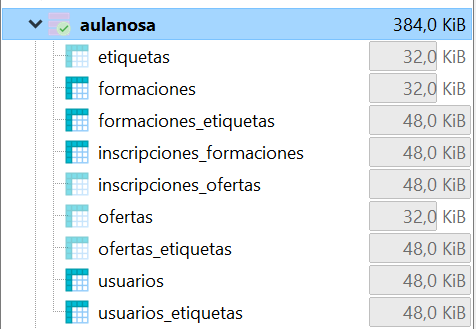 aulanosa 384,0 KiB
etiquetas 32,0 KiB
formaciones 32,0 KiB
formaciones_etiquetas 48,0 KiB
inscripciones_formaciones 48,0 KiB
inscripciones_ofertas 48,0 KiB
ofertas 32,0 KiB
ofertas_etiquetas 48,0 KiB
usuarios 48,0 KiB
usuarios_etiquetas 48,0 KiB